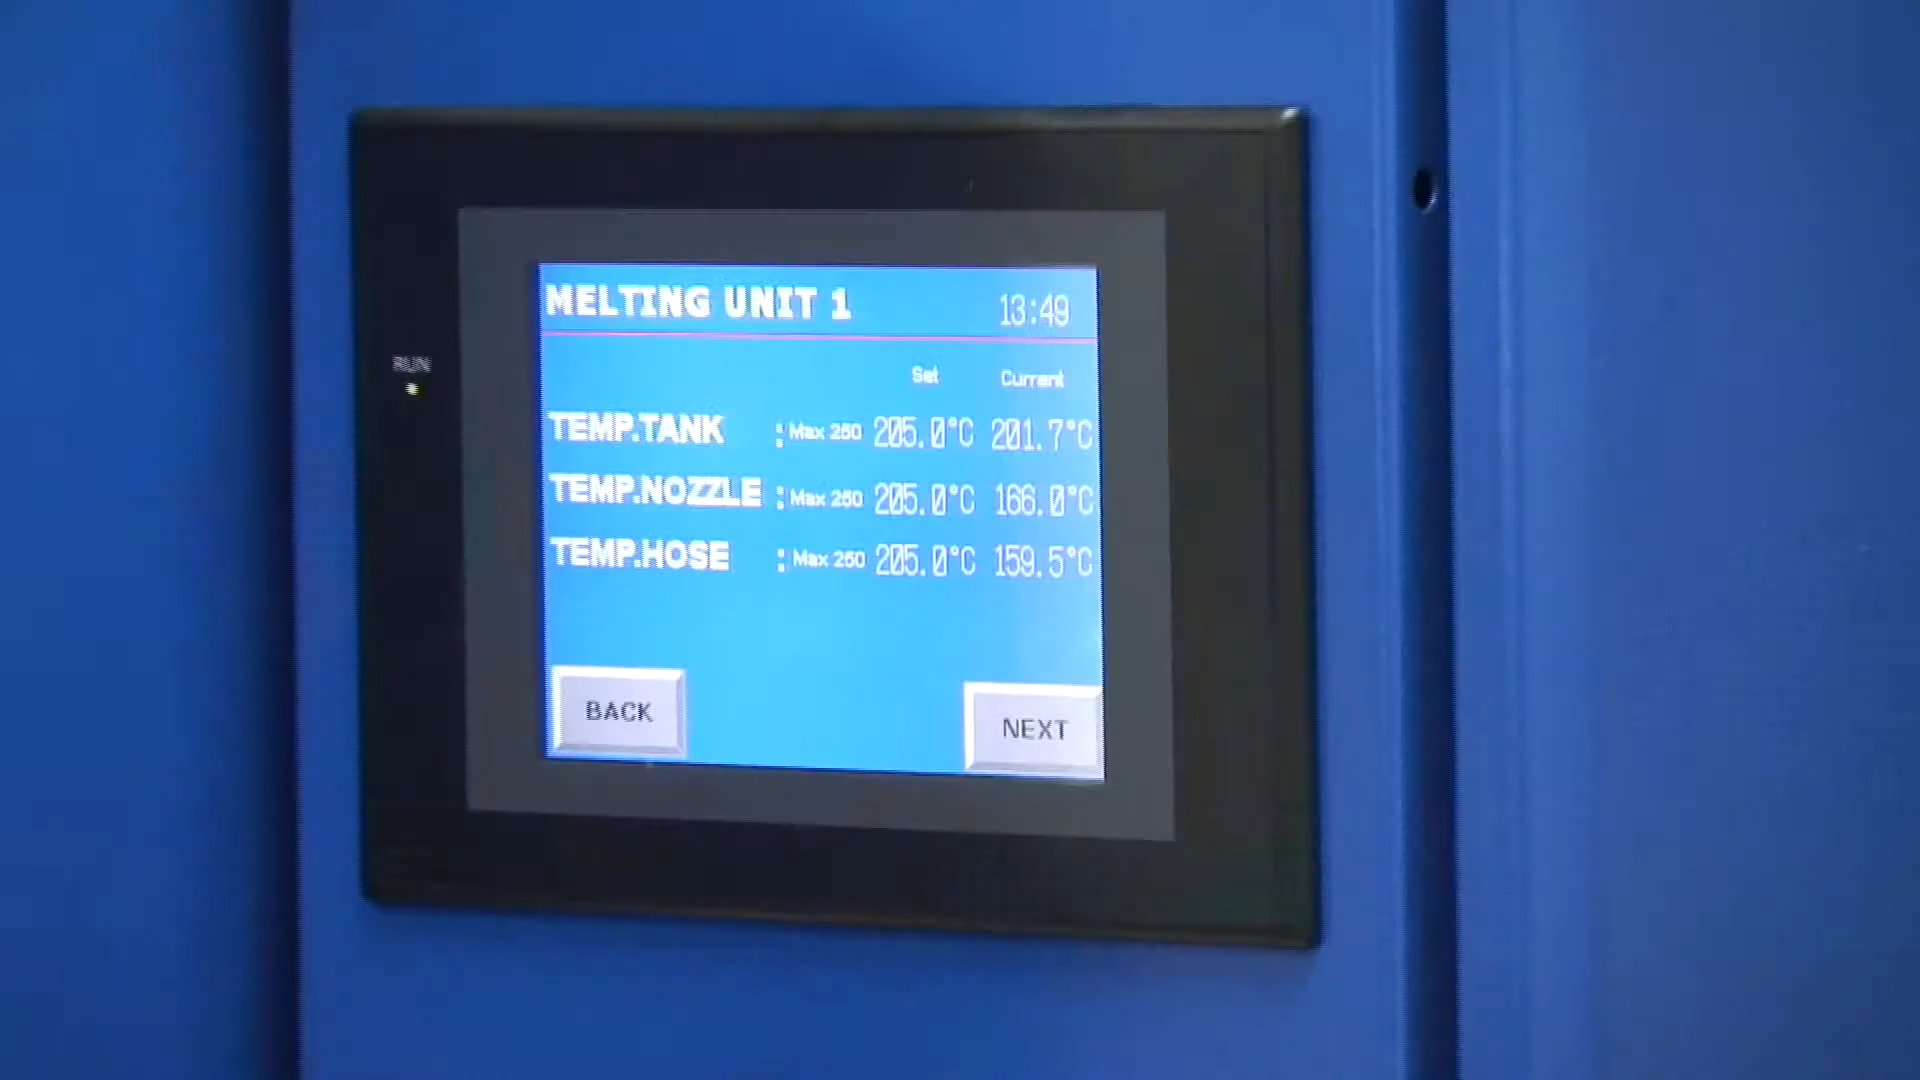 MELTING UNIT 1 13:49
RUN
Set Current
TEMP.TANK : Max 250 205.0°C 201.7°C
TEMP.NOZZLE : Max 250 205.0°C 166.0°C
TEMP.HOSE : Max 250 205.0°C 159.5°C
BACK NEXT